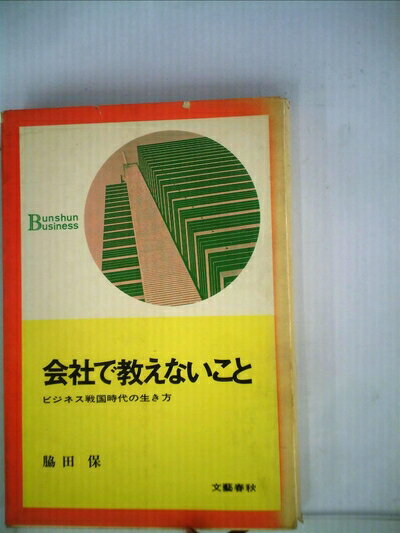 Bunshun
Business
会社で教えないこと
ビジネス戦国時代の生き方
脇田 保
文藝春秋